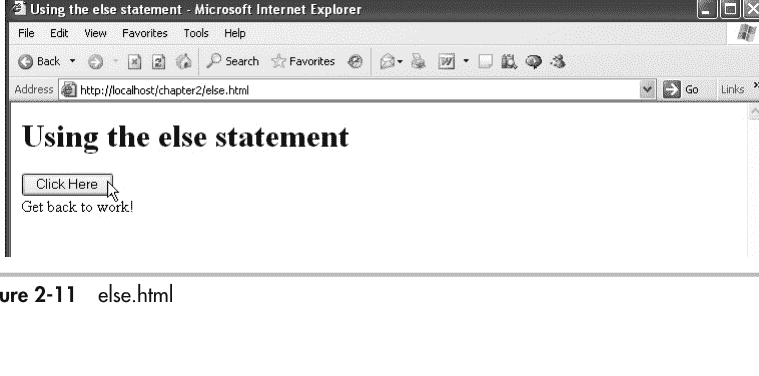 Using the else statement - Microsoft Internet Explorer
File Edit View Favorites Tools Help
Back Search Favorites
Address http://localhost/chapter2/else.html Go Links »
Using the else statement
Click Here
Get back to work!
ure 2-11 else.html